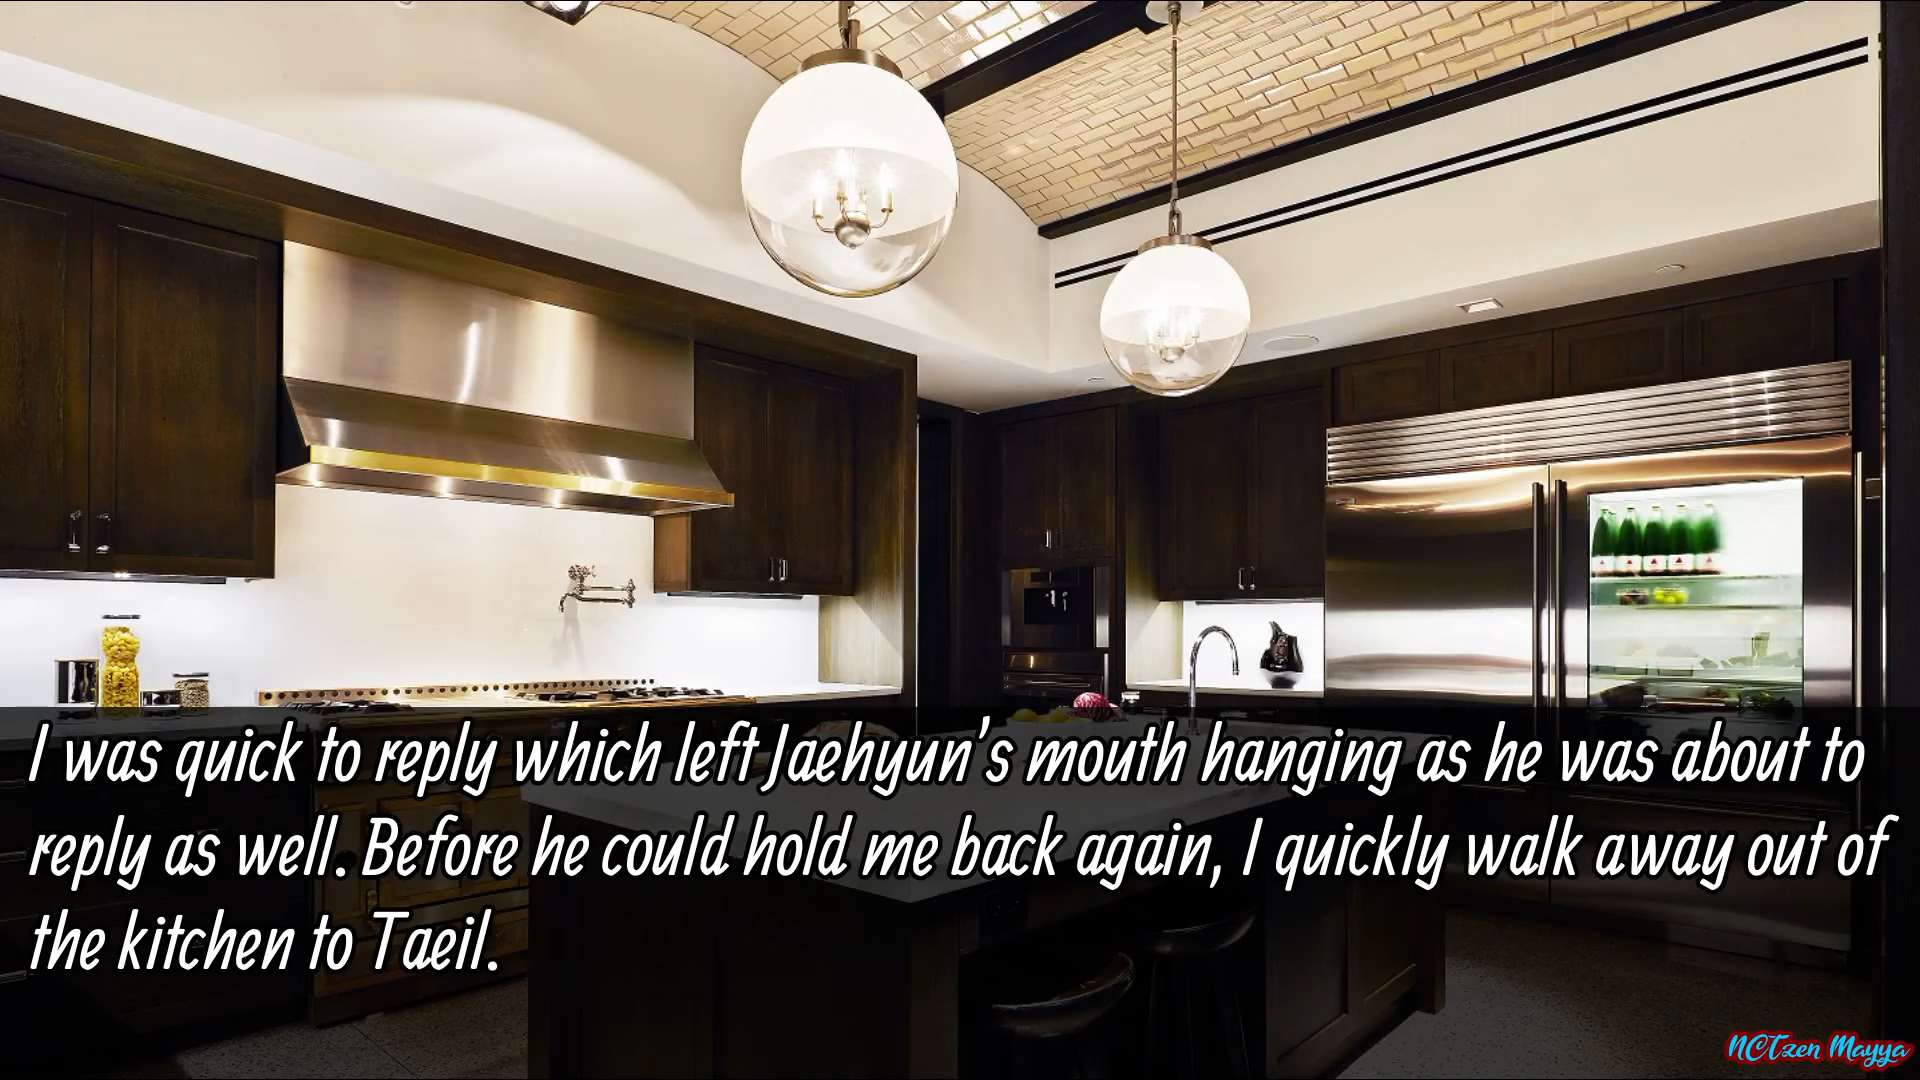 I was quick to reply which left Jaehyun's mouth hanging as he was about to
reply as well. Before he could hold me back again, I quickly walk away out of
the kitchen to Taeil.
NCTzen Mayya